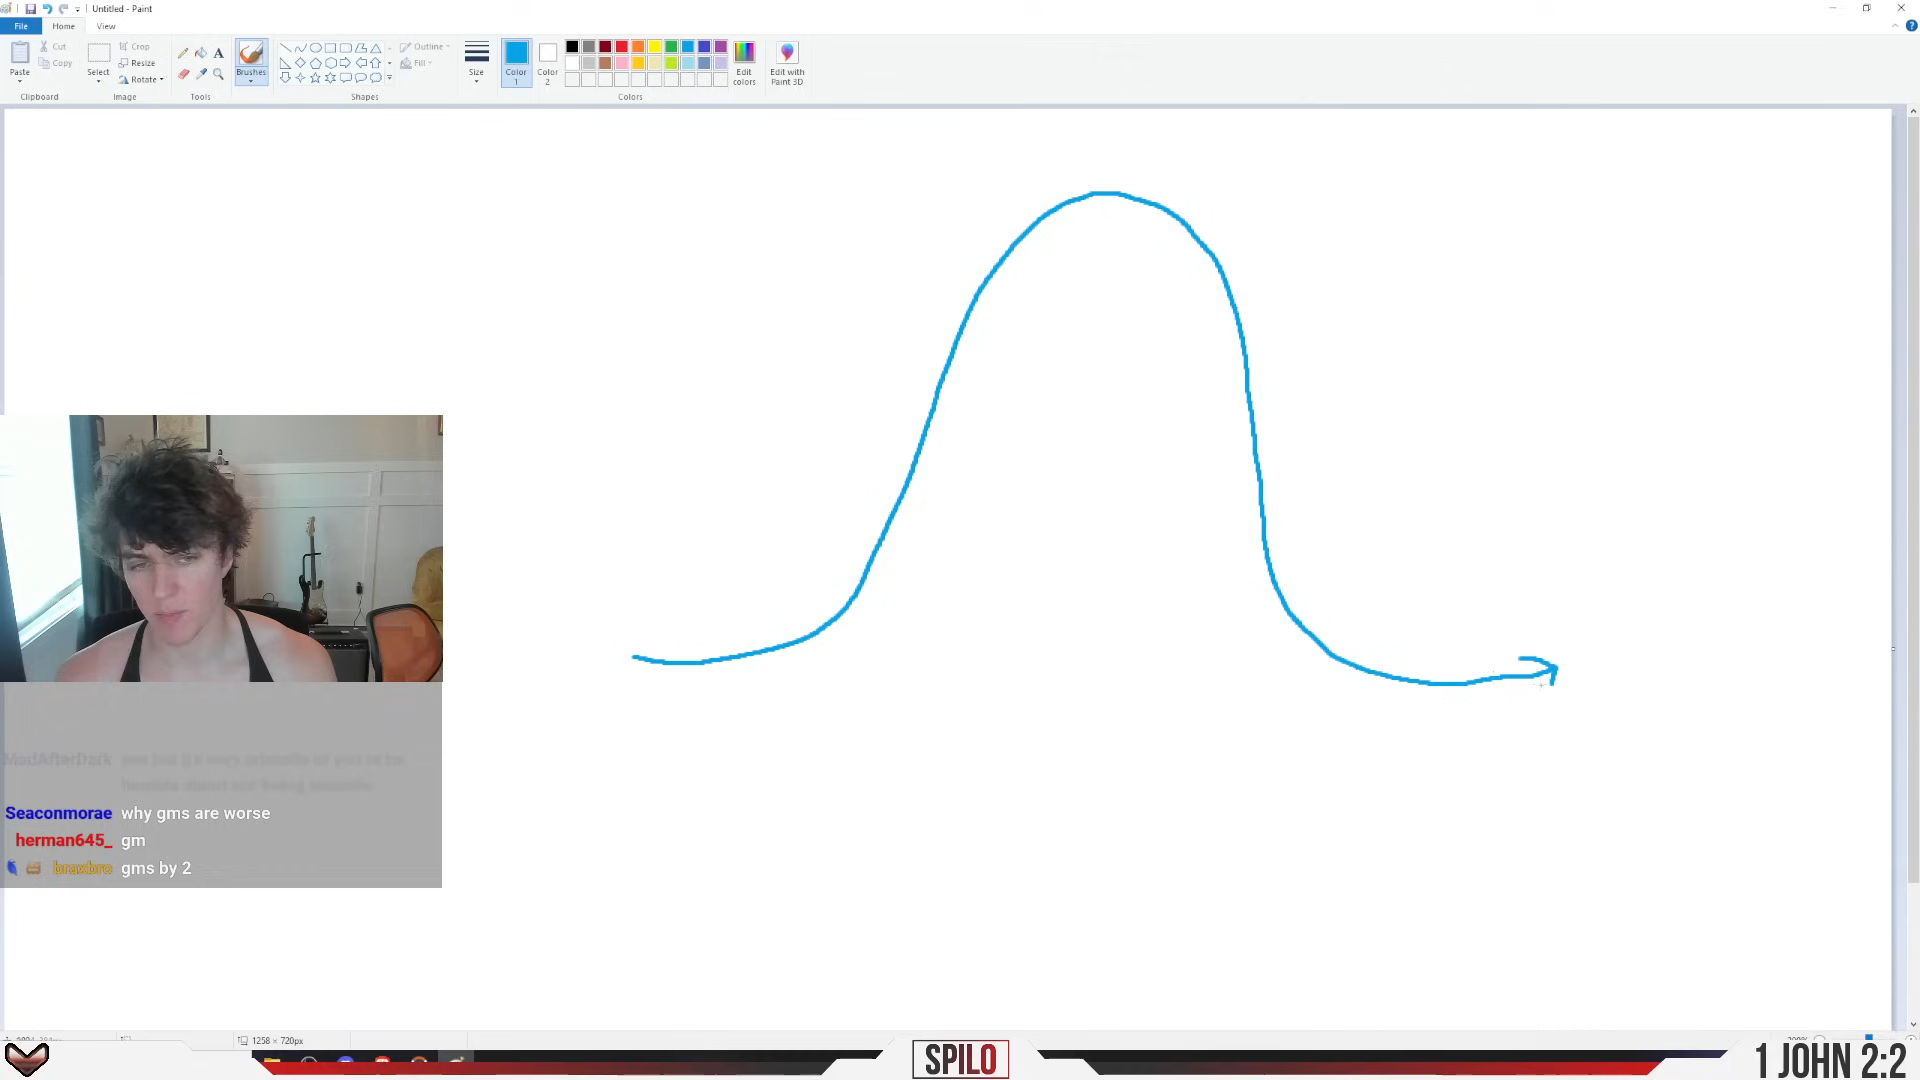 Untitled - Paint
File Home View
Paste
Cut
Copy
Clipboard
Select
Crop
Resize
Rotate
Image
A
Tools
Brushes
Outline
Fill
Shapes
Size
Color 1
Color 2
Edit colors
Edit with Paint 3D
Colors
MadAfterDark
Seaconmorae why gms are worse
herman645_ gm
braxbro gms by 2
1258 × 720px
SPILO
1 JOHN 2:2